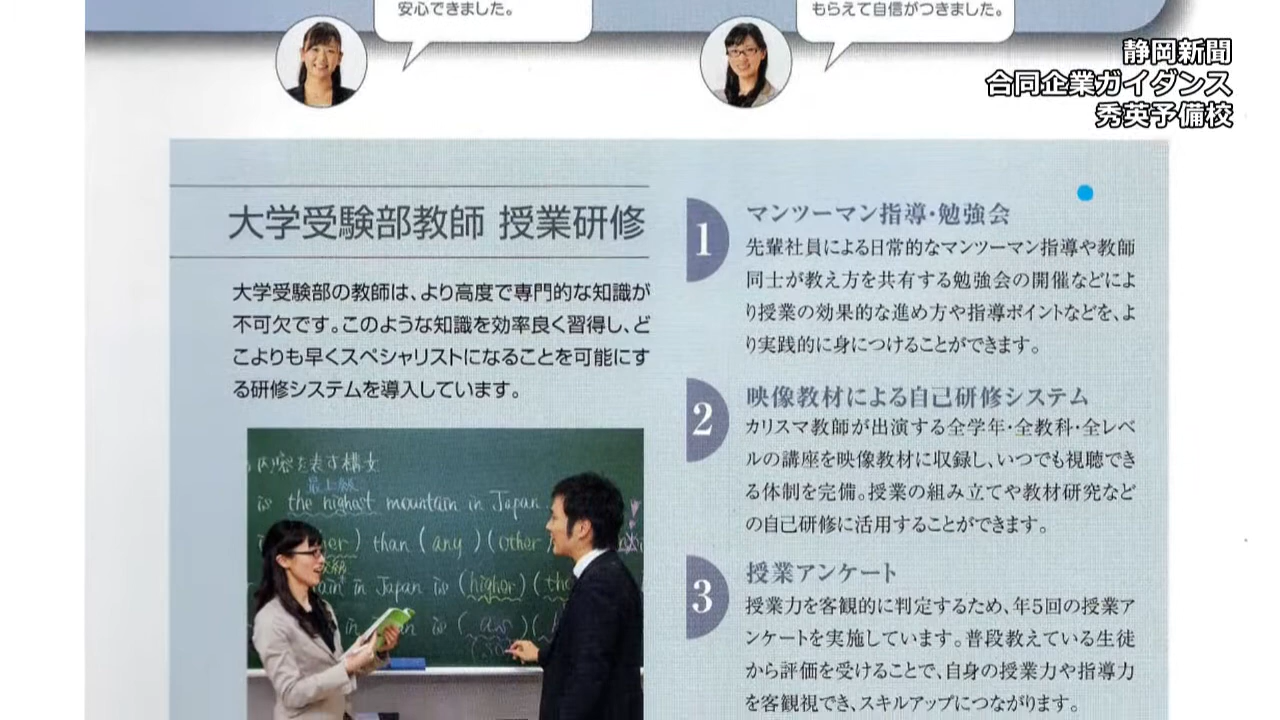 安心できました。
もらえて自信がつきました。
静岡新聞
合同企業ガイダンス
秀英予備校
大学受験部教師 授業研修
大学受験部の教師は、より高度で専門的な知識が
不可欠です。このような知識を効率良く習得し、ど
こよりも早くスペシャリストになることを可能にす
る研修システムを導入しています。
内容を表す構文
最上級
is the highest mountain in Japan.
than (any) (other)
in Japan is (higher) (the
in is (as) (
1
マンツーマン指導・勉強会
先輩社員による日常的なマンツーマン指導や教師
同士が教え方を共有する勉強会の開催などによ
り授業の効果的な進め方や指導ポイントなどを、よ
り実践的に身につけることができます。
2
映像教材による自己研修システム
カリスマ教師が出演する全学年・全教科・全レベ
ルの講座を映像教材に収録し、いつでも視聴でき
る体制を完備。授業の組み立てや教材研究など
の自己研修に活用することができます。
3
授業アンケート
授業力を客観的に判定するため、年5回の授業ア
ンケートを実施しています。普段教えている生徒
から評価を受けることで、自身の授業力や指導力
を客観視でき、スキルアップにつながります。